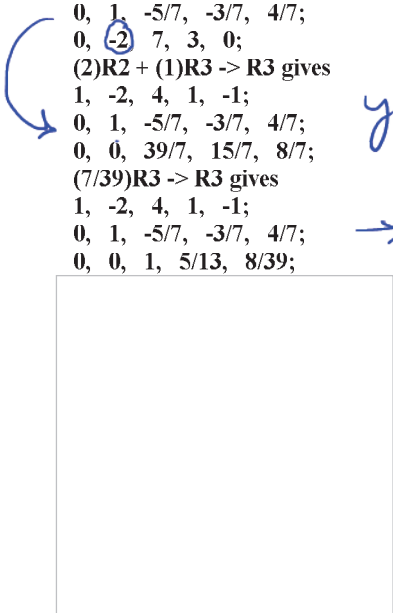 0, 1, -5/7, -3/7, 4/7;
0, -2, 7, 3, 0;
(2)R2 + (1)R3 -> R3 gives
1, -2, 4, 1, -1;
y
0, 1, -5/7, -3/7, 4/7;
0, 0, 39/7, 15/7, 8/7;
(7/39)R3 -> R3 gives
1, -2, 4, 1, -1;
0, 1, -5/7, -3/7, 4/7;
0, 0, 1, 5/13, 8/39;